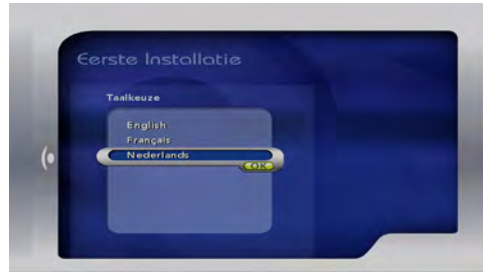 Eerste Installatie
Taalkeuze
English
Français
Nederlands
OK